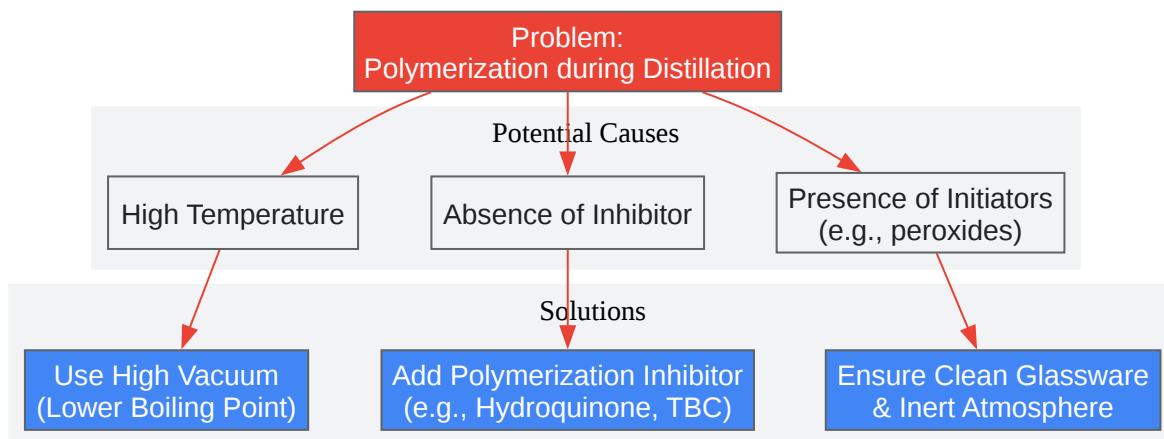 Problem:
Polymerization during Distillation
Potential Causes
High Temperature
Absence of Inhibitor
Presence of Initiators
(e.g., peroxides)
Solutions
Use High Vacuum
(Lower Boiling Point)
Add Polymerization Inhibitor
(e.g., Hydroquinone, TBC)
Ensure Clean Glassware
& Inert Atmosphere